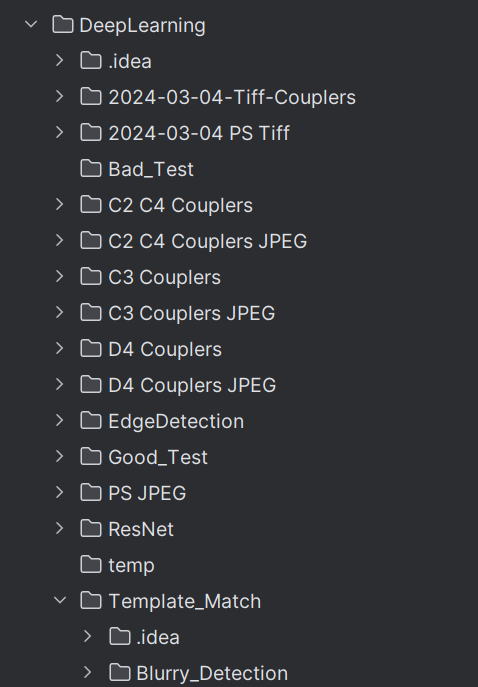 DeepLearning
.idea
2024-03-04-Tiff-Couplers
2024-03-04 PS Tiff
Bad_Test
C2 C4 Couplers
C2 C4 Couplers JPEG
C3 Couplers
C3 Couplers JPEG
D4 Couplers
D4 Couplers JPEG
EdgeDetection
Good_Test
PS JPEG
ResNet
temp
Template_Match
.idea
Blurry_Detection